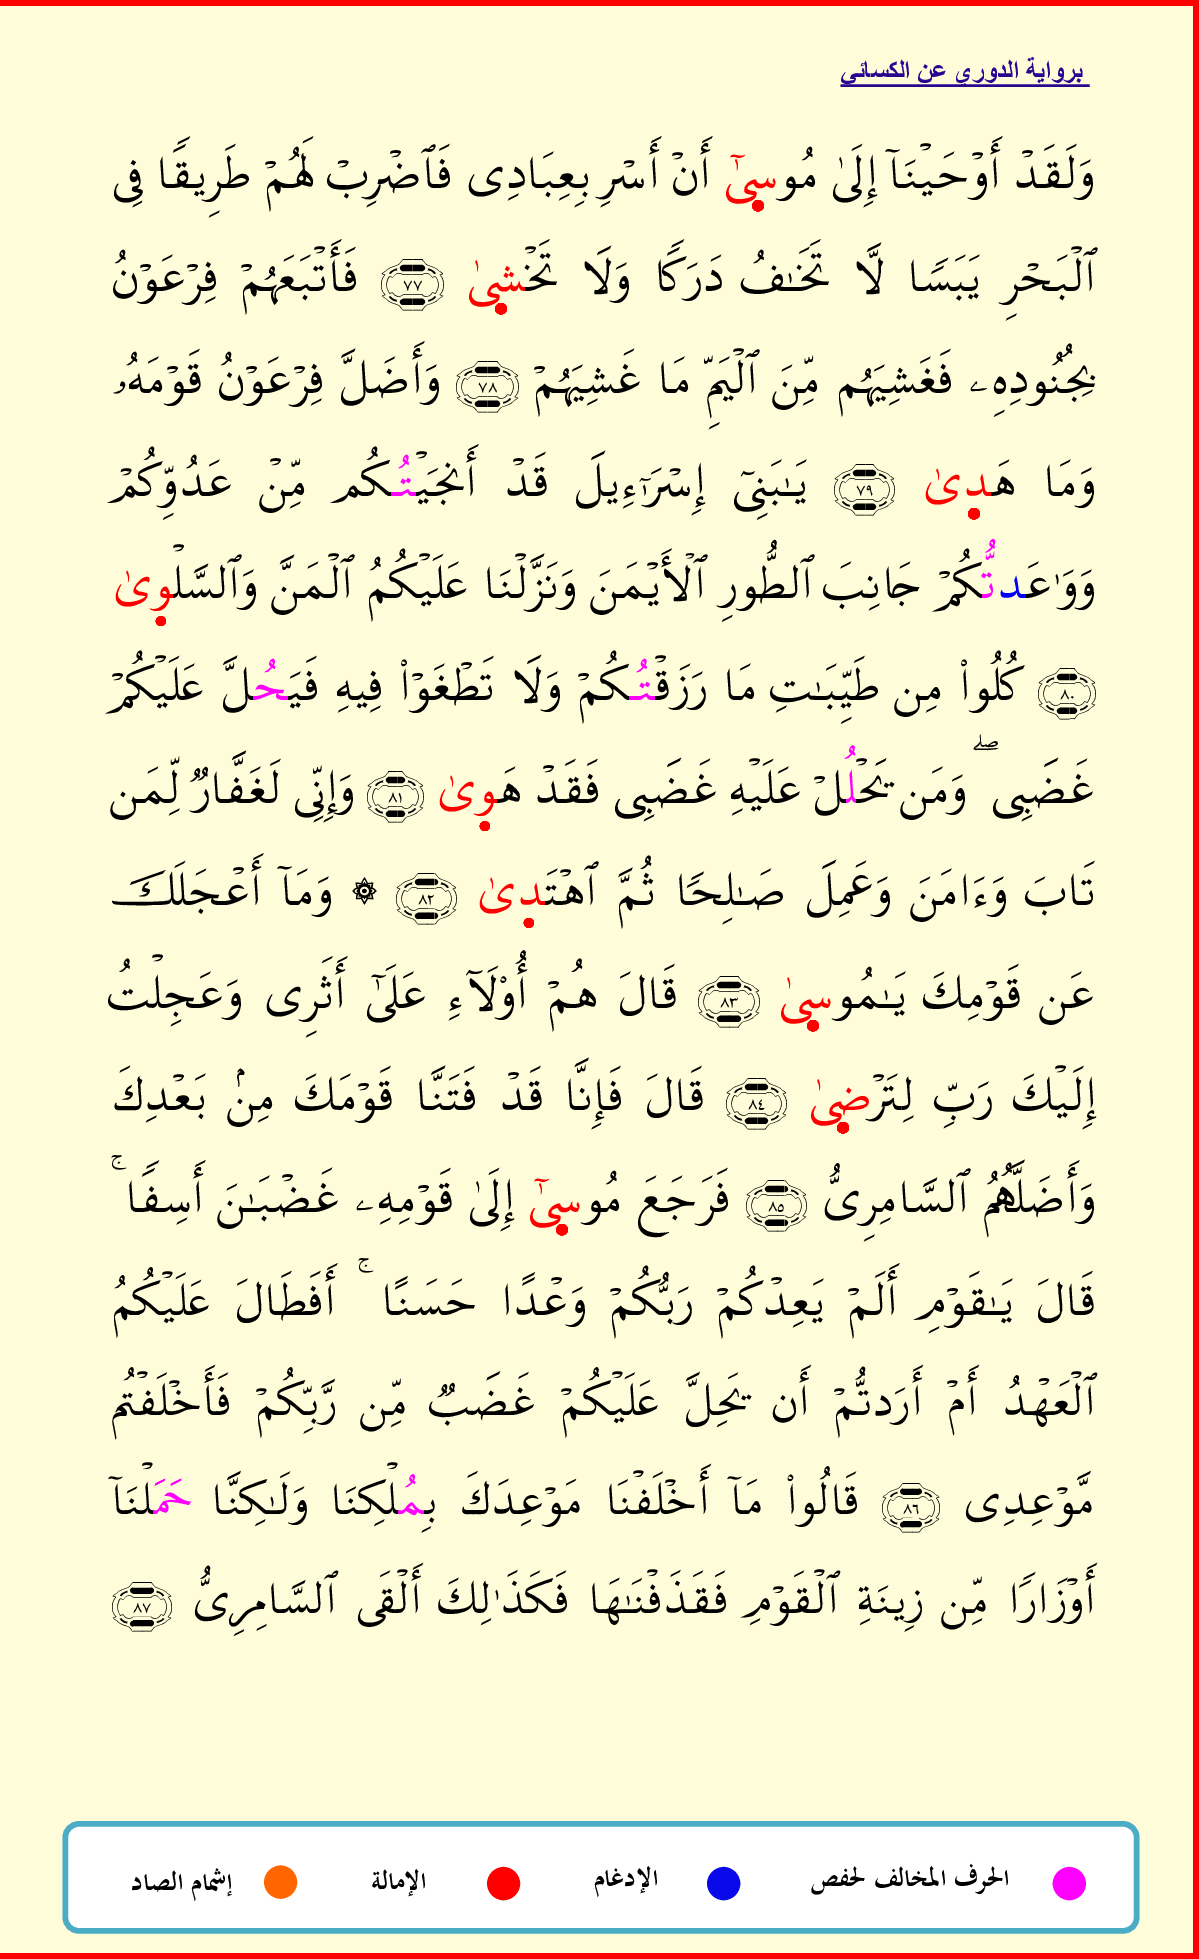 برواية الدوري عن الكسائي
وَلَقَدْ أَوْحَيْنَآ إِلَىٰ مُوسِىٰٓ أَنْ أَسْرِ بِعِبَادِى فَٱضْرِبْ لَهُمْ طَرِيقًا فِى
ٱلْبَحْرِ يَبَسًا لَّا تَخَٰفُ دَرَكًا وَلَا تَخْشِىٰ ٧٧ فَأَتْبَعَهُمْ فِرْعَوْنُ
بِجُنُودِهِۦ فَغَشِيَهُم مِّنَ ٱلْيَمِّ مَا غَشِيَهُمْ ٧٨ وَأَضَلَّ فِرْعَوْنُ قَوْمَهُۥ
وَمَا هَدِىٰ ٧٩ يَٰبَنِىٓ إِسْرَٰٓءِيلَ قَدْ أَنجَيْتُكُم مِّنْ عَدُوِّكُمْ
وَوَٰعَدتُّكُمْ جَانِبَ ٱلطُّورِ ٱلْأَيْمَنَ وَنَزَّلْنَا عَلَيْكُمُ ٱلْمَنَّ وَٱلسَّلْوِىٰ
٨٠ كُلُوا۟ مِن طَيِّبَٰتِ مَا رَزَقْتُكُمْ وَلَا تَطْغَوْا۟ فِيهِ فَيَحُلَّ عَلَيْكُمْ
غَضَبِى ۖ وَمَن يَحْلُلْ عَلَيْهِ غَضَبِى فَقَدْ هَوِىٰ ٨١ وَإِنِّى لَغَفَّارٌ لِّمَن
تَابَ وَءَامَنَ وَعَمِلَ صَٰلِحًا ثُمَّ ٱهْتَدِىٰ ٨٢ ۞ وَمَآ أَعْجَلَكَ
عَن قَوْمِكَ يَٰمُوسِىٰ ٨٣ قَالَ هُمْ أُو۟لَآءِ عَلَىٰٓ أَثَرِى وَعَجِلْتُ
إِلَيْكَ رَبِّ لِتَرْضِىٰ ٨٤ قَالَ فَإِنَّا قَدْ فَتَنَّا قَوْمَكَ مِنۢ بَعْدِكَ
وَأَضَلَّهُمُ ٱلسَّامِرِىُّ ٨٥ فَرَجَعَ مُوسِىٰٓ إِلَىٰ قَوْمِهِۦ غَضْبَٰنَ أَسِفًا ۚ
قَالَ يَٰقَوْمِ أَلَمْ يَعِدْكُمْ رَبُّكُمْ وَعْدًا حَسَنًا ۚ أَفَطَالَ عَلَيْكُمُ
ٱلْعَهْدُ أَمْ أَرَدتُّمْ أَن يَحِلَّ عَلَيْكُمْ غَضَبٌ مِّن رَّبِّكُمْ فَأَخْلَفْتُم
مَّوْعِدِى ٨٦ قَالُوا۟ مَآ أَخْلَفْنَا مَوْعِدَكَ بِمُلْكِنَا وَلَٰكِنَّا حَمَلْنَآ
أَوْزَارًا مِّن زِينَةِ ٱلْقَوْمِ فَقَذَفْنَٰهَا فَكَذَٰلِكَ أَلْقَى ٱلسَّامِرِىُّ ٨٧
الحرف المخالف لحفص الإدغام الإمالة إشمام الصاد